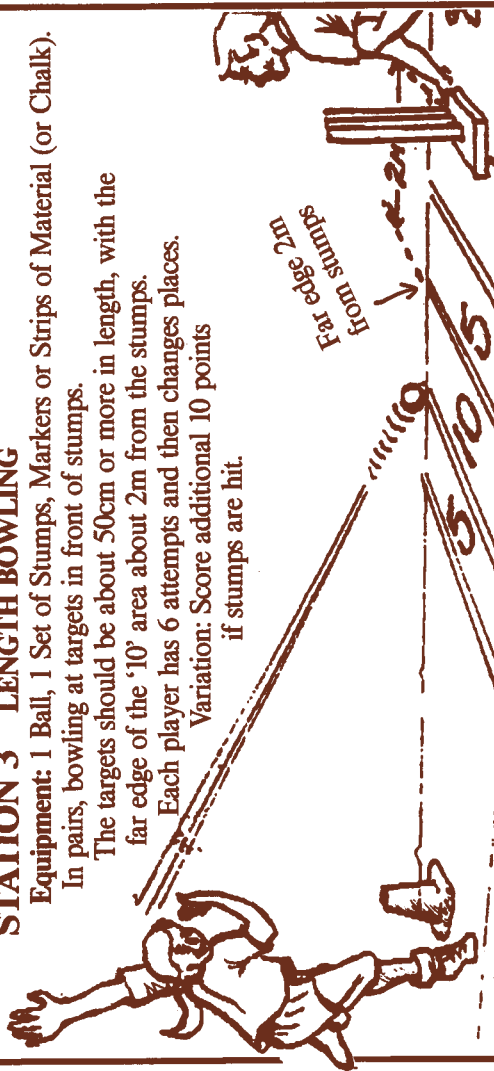 STATION 3 LENGTH BOWLING
Equipment: 1 Ball, 1 Set of Stumps, Markers or Strips of Material (or Chalk).
In pairs, bowling at targets in front of stumps.
The targets should be about 50cm or more in length, with the
far edge of the ‘10’ area about 2m from the stumps.
Each player has 6 attempts and then changes places.
Variation: Score additional 10 points
if stumps are hit.
Far edge 2m
from stumps
2m
5
10
5
2